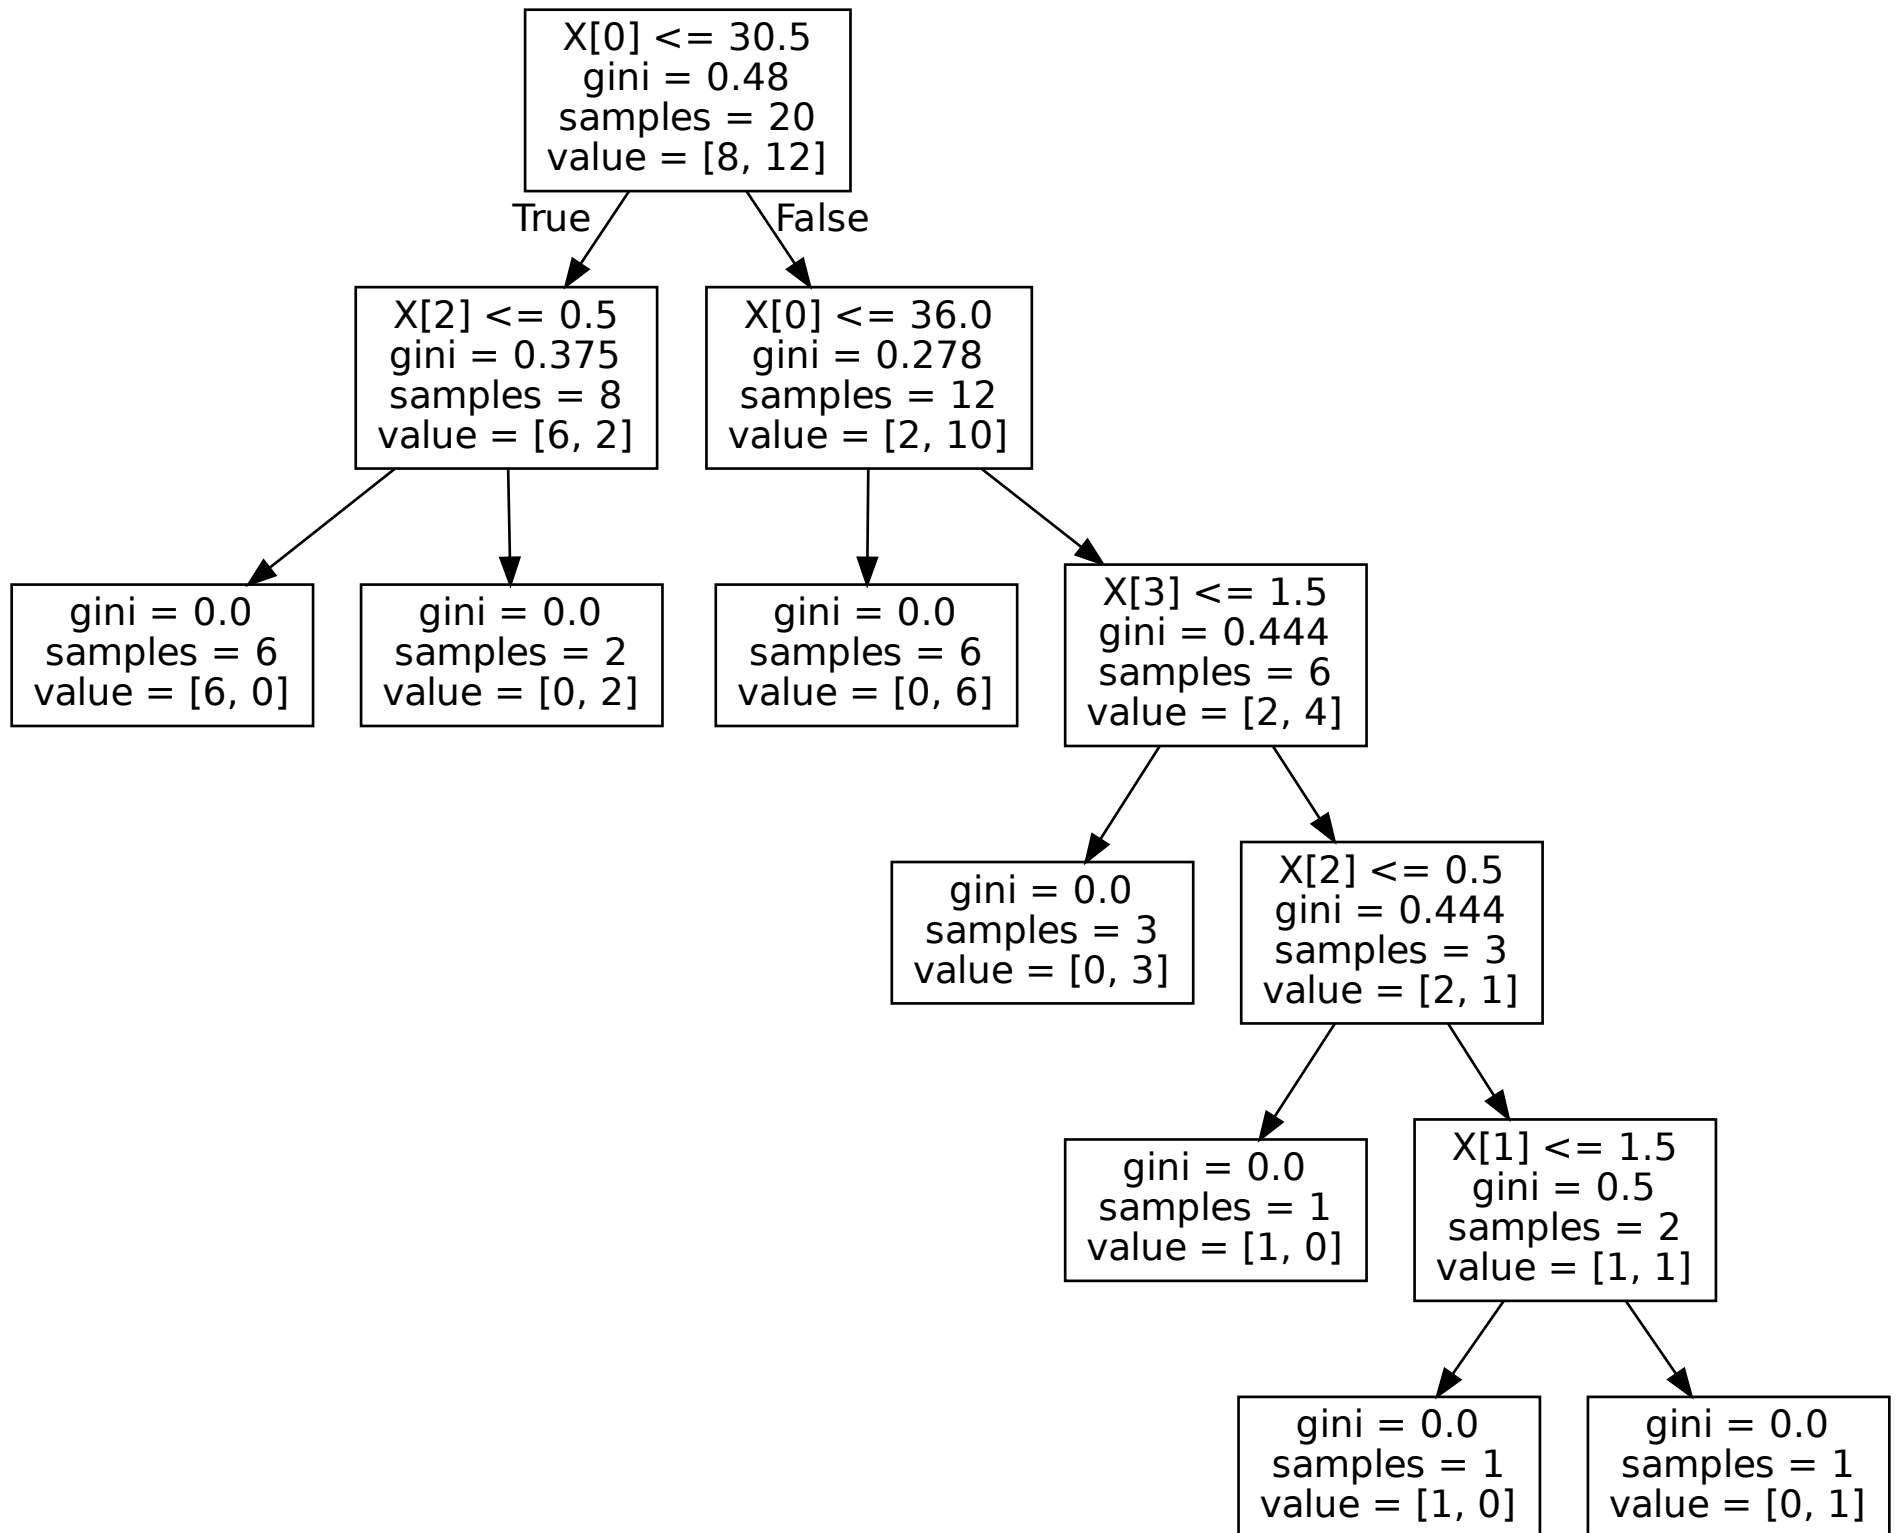 X[0] <= 30.5
gini = 0.48
samples = 20
value = [8, 12]
True
False
X[2] <= 0.5
gini = 0.375
samples = 8
value = [6, 2]
X[0] <= 36.0
gini = 0.278
samples = 12
value = [2, 10]
gini = 0.0
samples = 6
value = [6, 0]
gini = 0.0
samples = 2
value = [0, 2]
gini = 0.0
samples = 6
value = [0, 6]
X[3] <= 1.5
gini = 0.444
samples = 6
value = [2, 4]
gini = 0.0
samples = 3
value = [0, 3]
X[2] <= 0.5
gini = 0.444
samples = 3
value = [2, 1]
gini = 0.0
samples = 1
value = [1, 0]
X[1] <= 1.5
gini = 0.5
samples = 2
value = [1, 1]
gini = 0.0
samples = 1
value = [1, 0]
gini = 0.0
samples = 1
value = [0, 1]